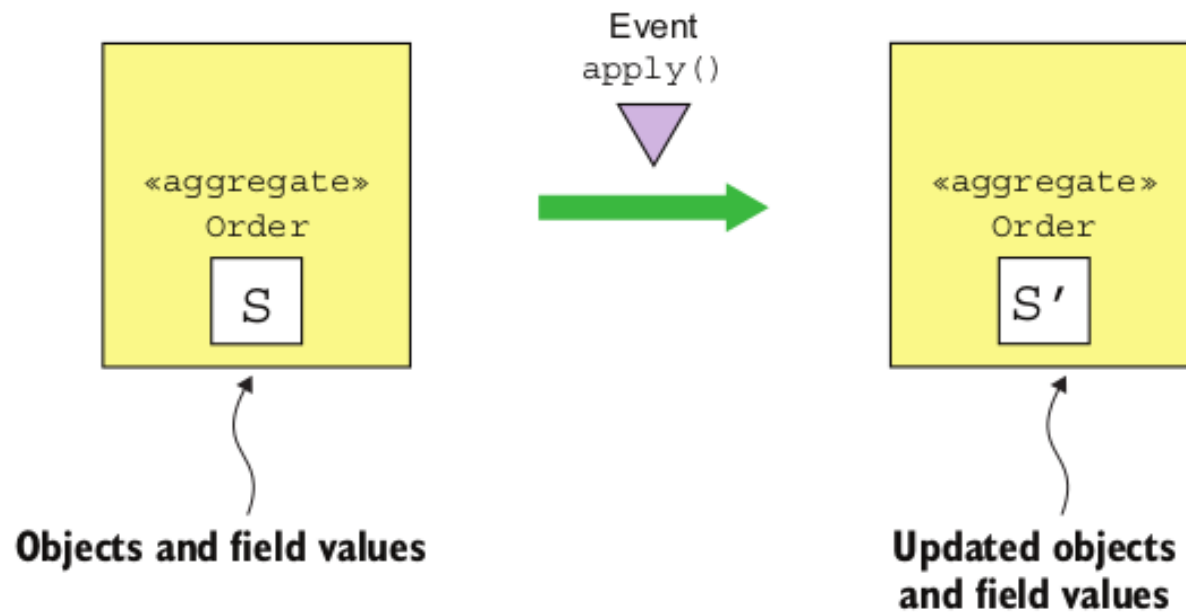 Event
apply()
«aggregate»
Order
S
«aggregate»
Order
S′
Objects and field values
Updated objects
and field values